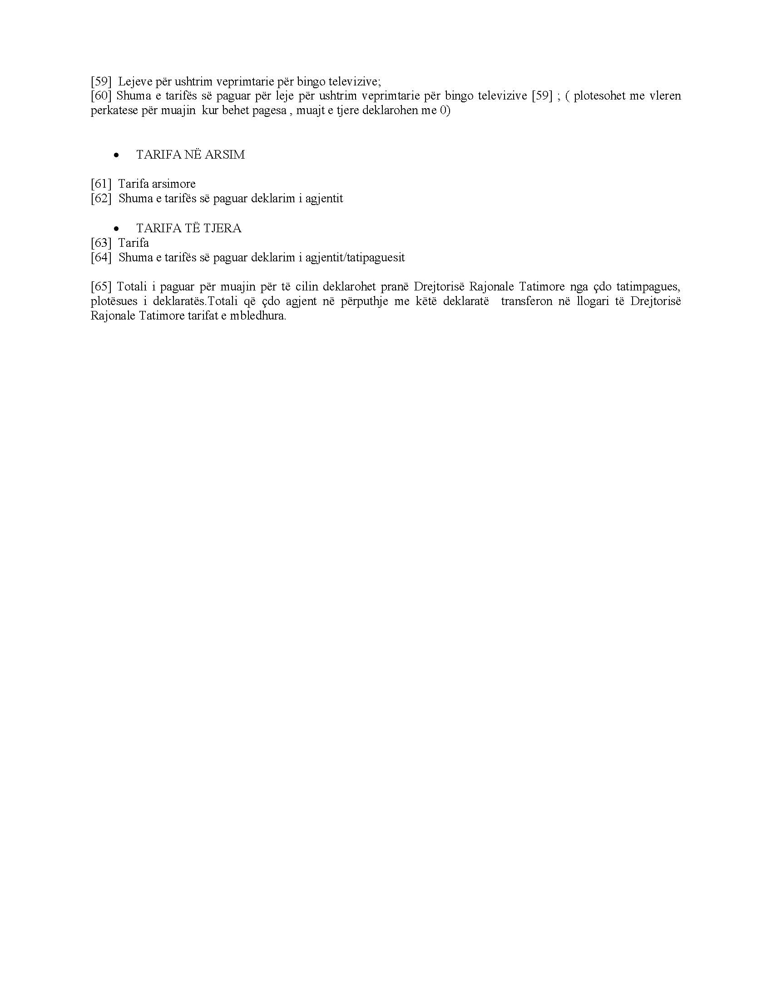 [59]  Lejeve për ushtrim veprimtarie për bingo televizive;
[60] Shuma e tarifës së paguar për leje për ushtrim veprimtarie për bingo televizive [59] ; ( plotesohet me vleren
perkatese për muajin  kur behet pagesa , muajt e tjere deklarohen me 0)
• TARIFA NË ARSIM
[61]  Tarifa arsimore
[62]  Shuma e tarifës së paguar deklarim i agjentit
• TARIFA TË TJERA
[63]  Tarifa
[64]  Shuma e tarifës së paguar deklarim i agjentit/tatipaguesit
[65] Totali i paguar për muajin për të cilin deklarohet pranë Drejtorisë Rajonale Tatimore nga çdo tatimpagues,
plotësues i deklaratës.Totali që çdo agjent në përputhje me këtë deklaratë  transferon në llogari të Drejtorisë
Rajonale Tatimore tarifat e mbledhura.